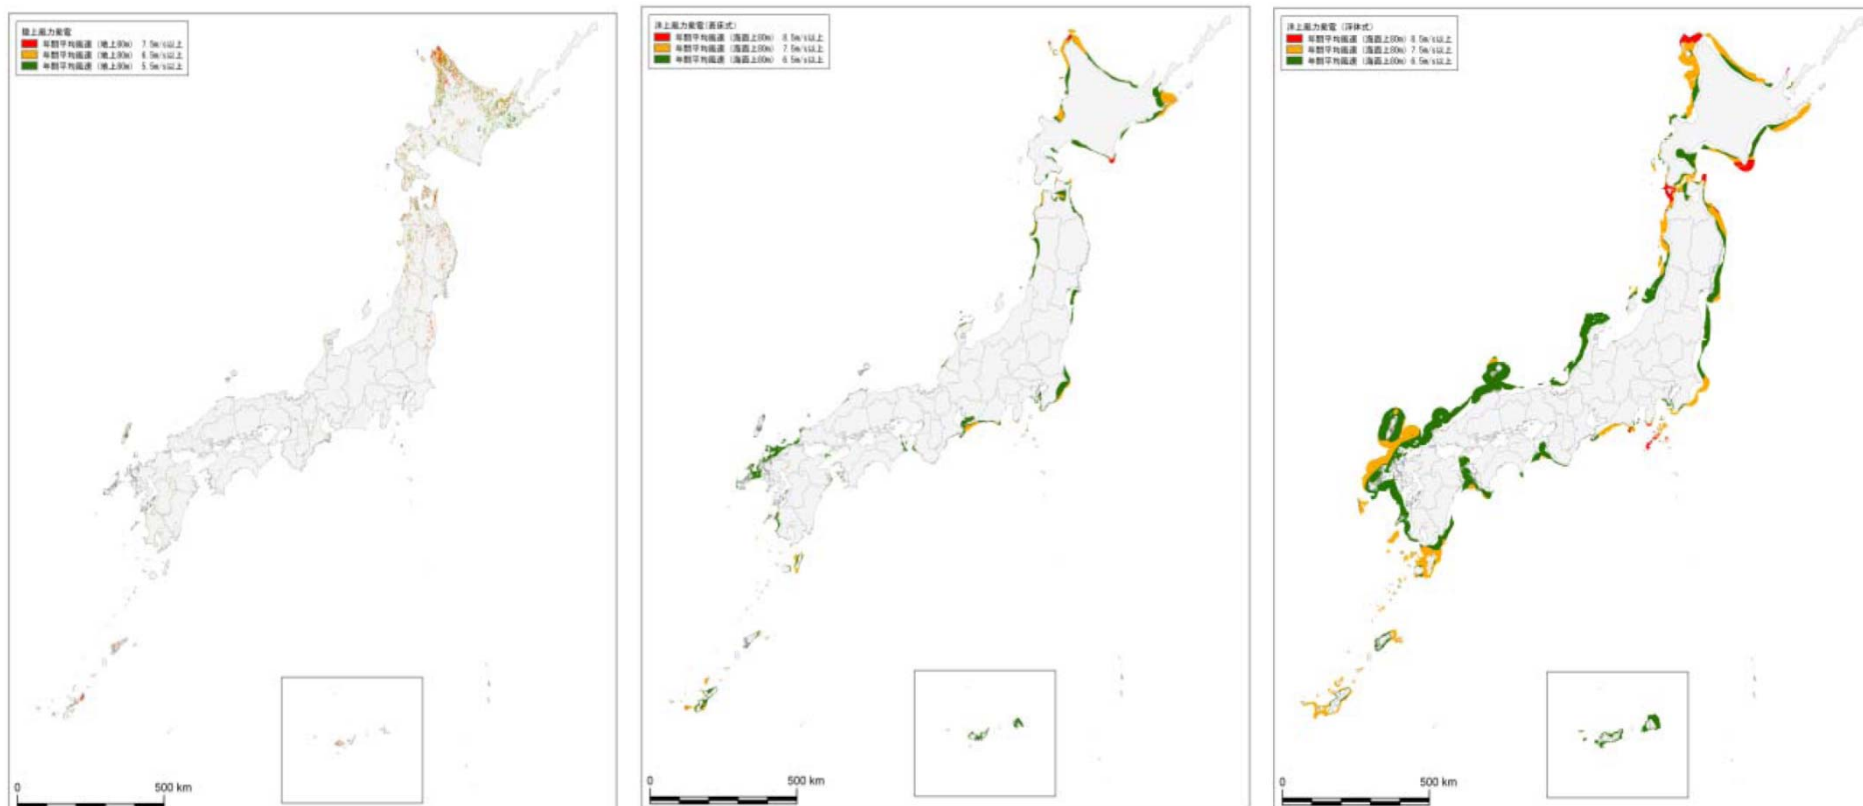 陸上風力発電
年間平均風速（地上80m） 7.5m/s以上
年間平均風速（地上80m） 6.5m/s以上
年間平均風速（地上80m） 5.5m/s以上
0 500 km
洋上風力発電（着床式）
年間平均風速（海面上80m） 8.5m/s以上
年間平均風速（海面上80m） 7.5m/s以上
年間平均風速（海面上80m） 6.5m/s以上
0 500 km
洋上風力発電（浮体式）
年間平均風速（海面上80m） 8.5m/s以上
年間平均風速（海面上80m） 7.5m/s以上
年間平均風速（海面上80m） 6.5m/s以上
0 500 km